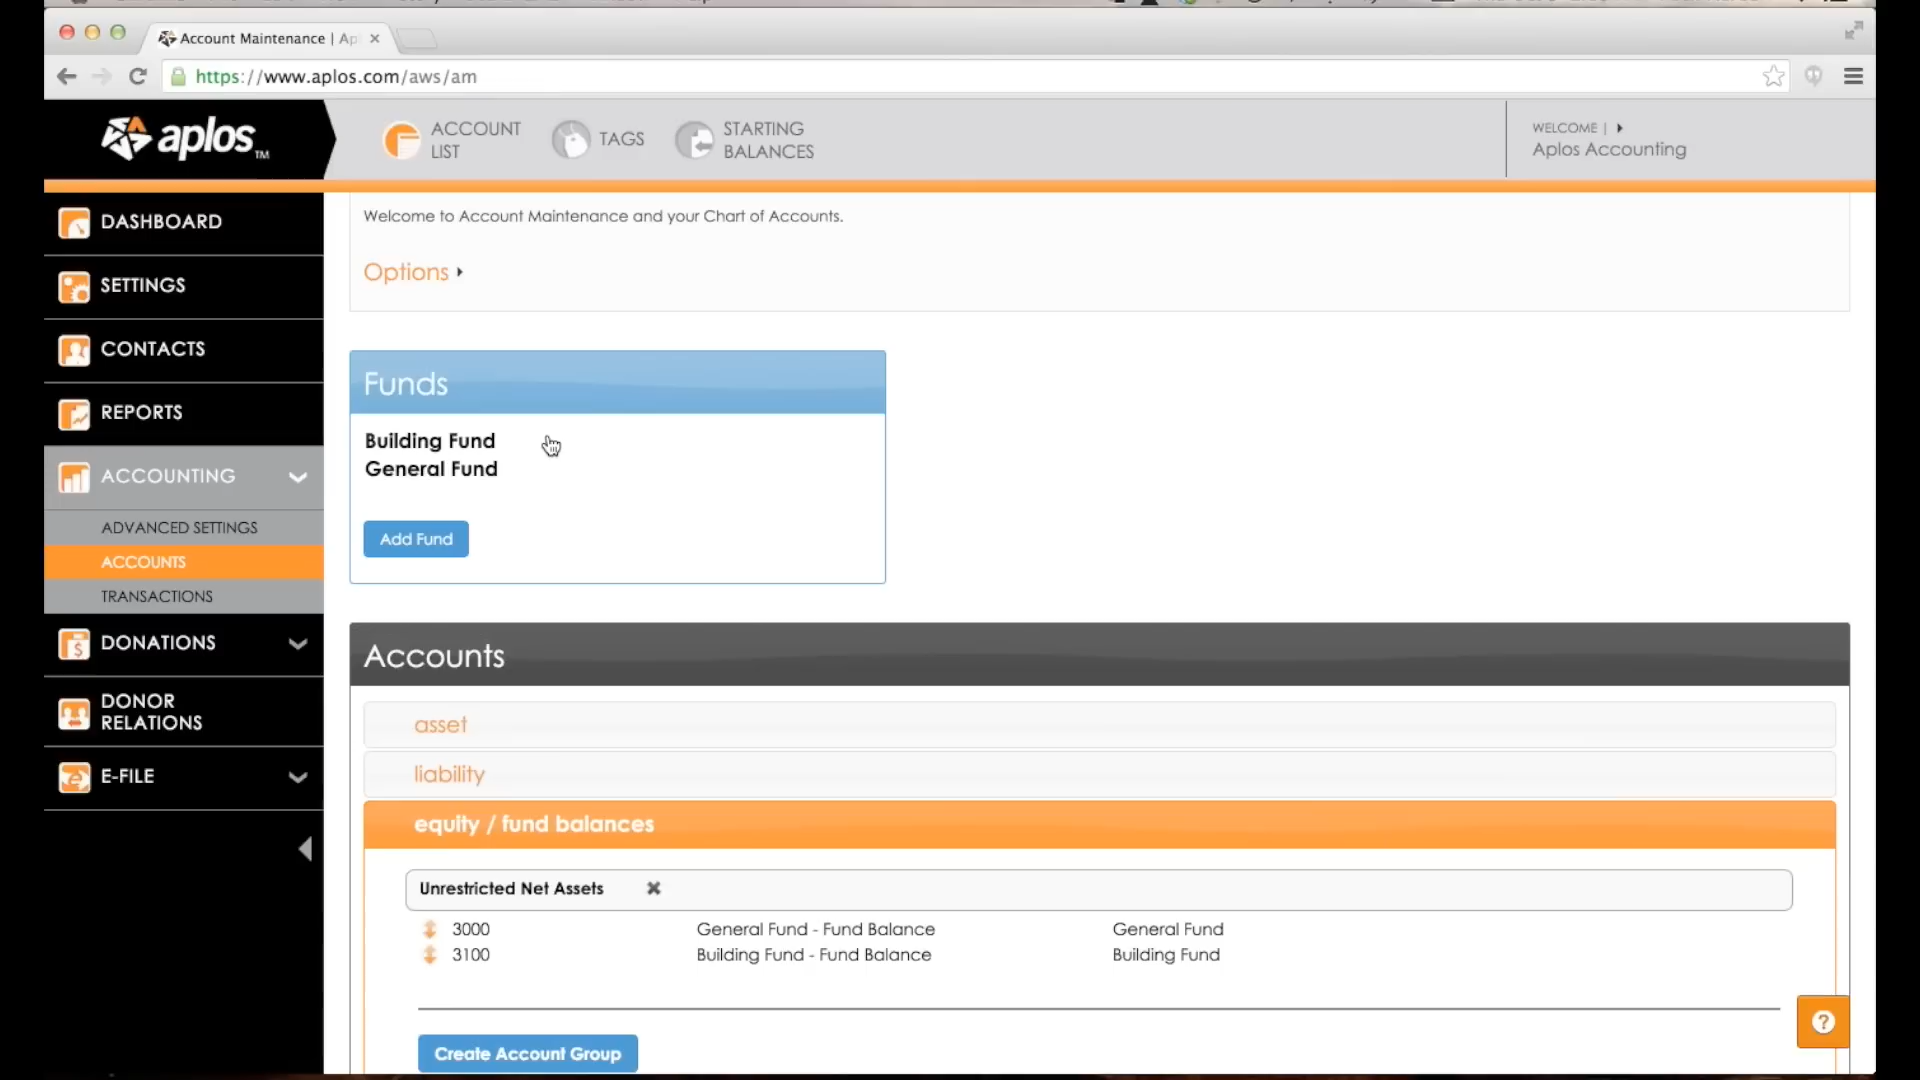 Account Maintenance | Ap
https://www.aplos.com/aws/am
aplos TM
ACCOUNT
LIST
TAGS
STARTING
BALANCES
WELCOME |
Aplos Accounting
DASHBOARD
SETTINGS
CONTACTS
REPORTS
ACCOUNTING
ADVANCED SETTINGS
ACCOUNTS
TRANSACTIONS
DONATIONS
DONOR
RELATIONS
E-FILE
Welcome to Account Maintenance and your Chart of Accounts.
Options
Funds
Building Fund
General Fund
Add Fund
Accounts
asset
liability
equity / fund balances
Unrestricted Net Assets
3000 General Fund - Fund Balance General Fund
3100 Building Fund - Fund Balance Building Fund
Create Account Group
?